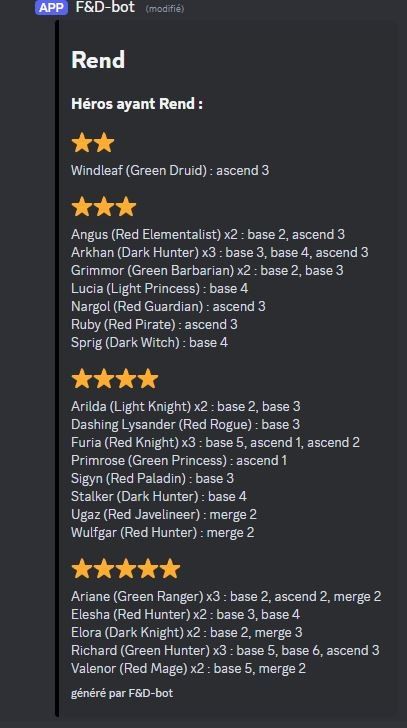 APP F&D-bot (modifié)
Rend
Héros ayant Rend :
Windleaf (Green Druid) : ascend 3
Angus (Red Elementalist) x2 : base 2, ascend 3
Arkhan (Dark Hunter) x3 : base 3, base 4, ascend 3
Grimmor (Green Barbarian) x2 : base 2, base 3
Lucia (Light Princess) : base 4
Nargol (Red Guardian) : ascend 3
Ruby (Red Pirate) : ascend 3
Sprig (Dark Witch) : base 4
Arilda (Light Knight) x2 : base 2, base 3
Dashing Lysander (Red Rogue) : base 3
Furia (Red Knight) x3 : base 5, ascend 1, ascend 2
Primrose (Green Princess) : ascend 1
Sigyn (Red Paladin) : base 3
Stalker (Dark Hunter) : base 4
Ugaz (Red Javelineer) : merge 2
Wulfgar (Red Hunter) : merge 2
Ariane (Green Ranger) x3 : base 2, ascend 2, merge 2
Elesha (Red Hunter) x2 : base 3, base 4
Elora (Dark Knight) x2 : base 2, merge 3
Richard (Green Hunter) x3 : base 5, base 6, ascend 3
Valenor (Red Mage) x2 : base 5, merge 2
généré par F&D-bot